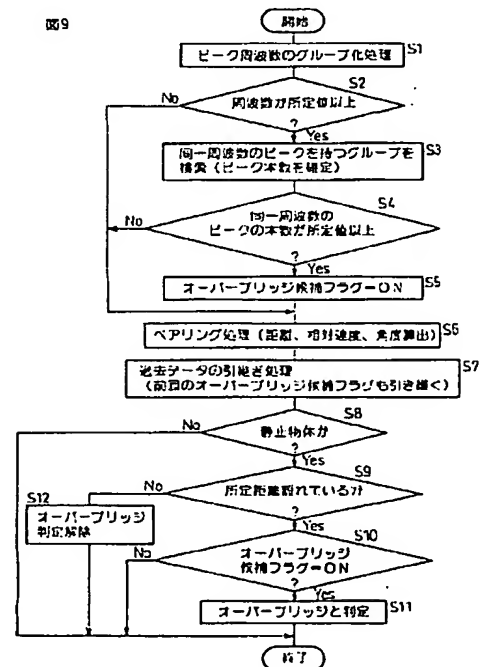 図9
開始
ピーク周波数のグループ化処理 S1
S2
No
周波数が所定値以上
?
Yes
S3
同一周波数のピークを持つグループを
検索(ピーク本数を確定)
S4
No
同一周波数の
ピークの本数が所定値以上
?
Yes
S5
オーバーブリッジ候補フラグ=ON
ペアリング処理(距離、相対速度、角度算出) S6
S7
過去データの引継ぎ処理
(前回のオーバーブリッジ候補フラグも引き継ぐ)
S8
No
静止物体か
?
Yes
S9
No
所定距離離れているか
?
Yes
S12
オーバーブリッジ
判定解除
S10
No
オーバーブリッジ
候補フラグ=ON
?
Yes
オーバーブリッジと判定 S11
終了